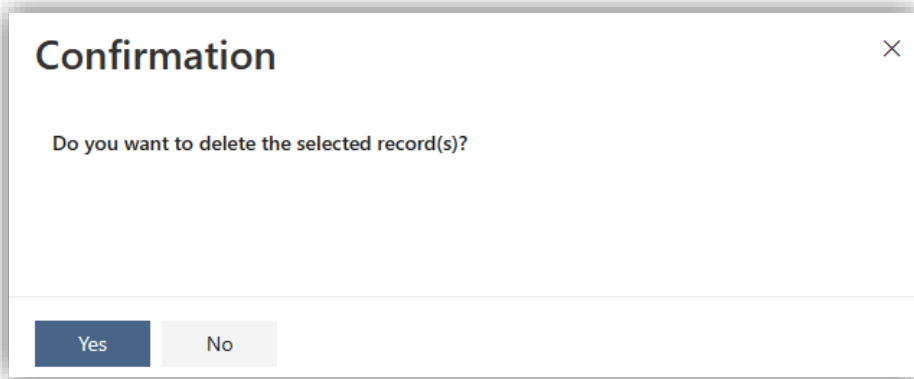 Confirmation
Do you want to delete the selected record(s)?
Yes
No